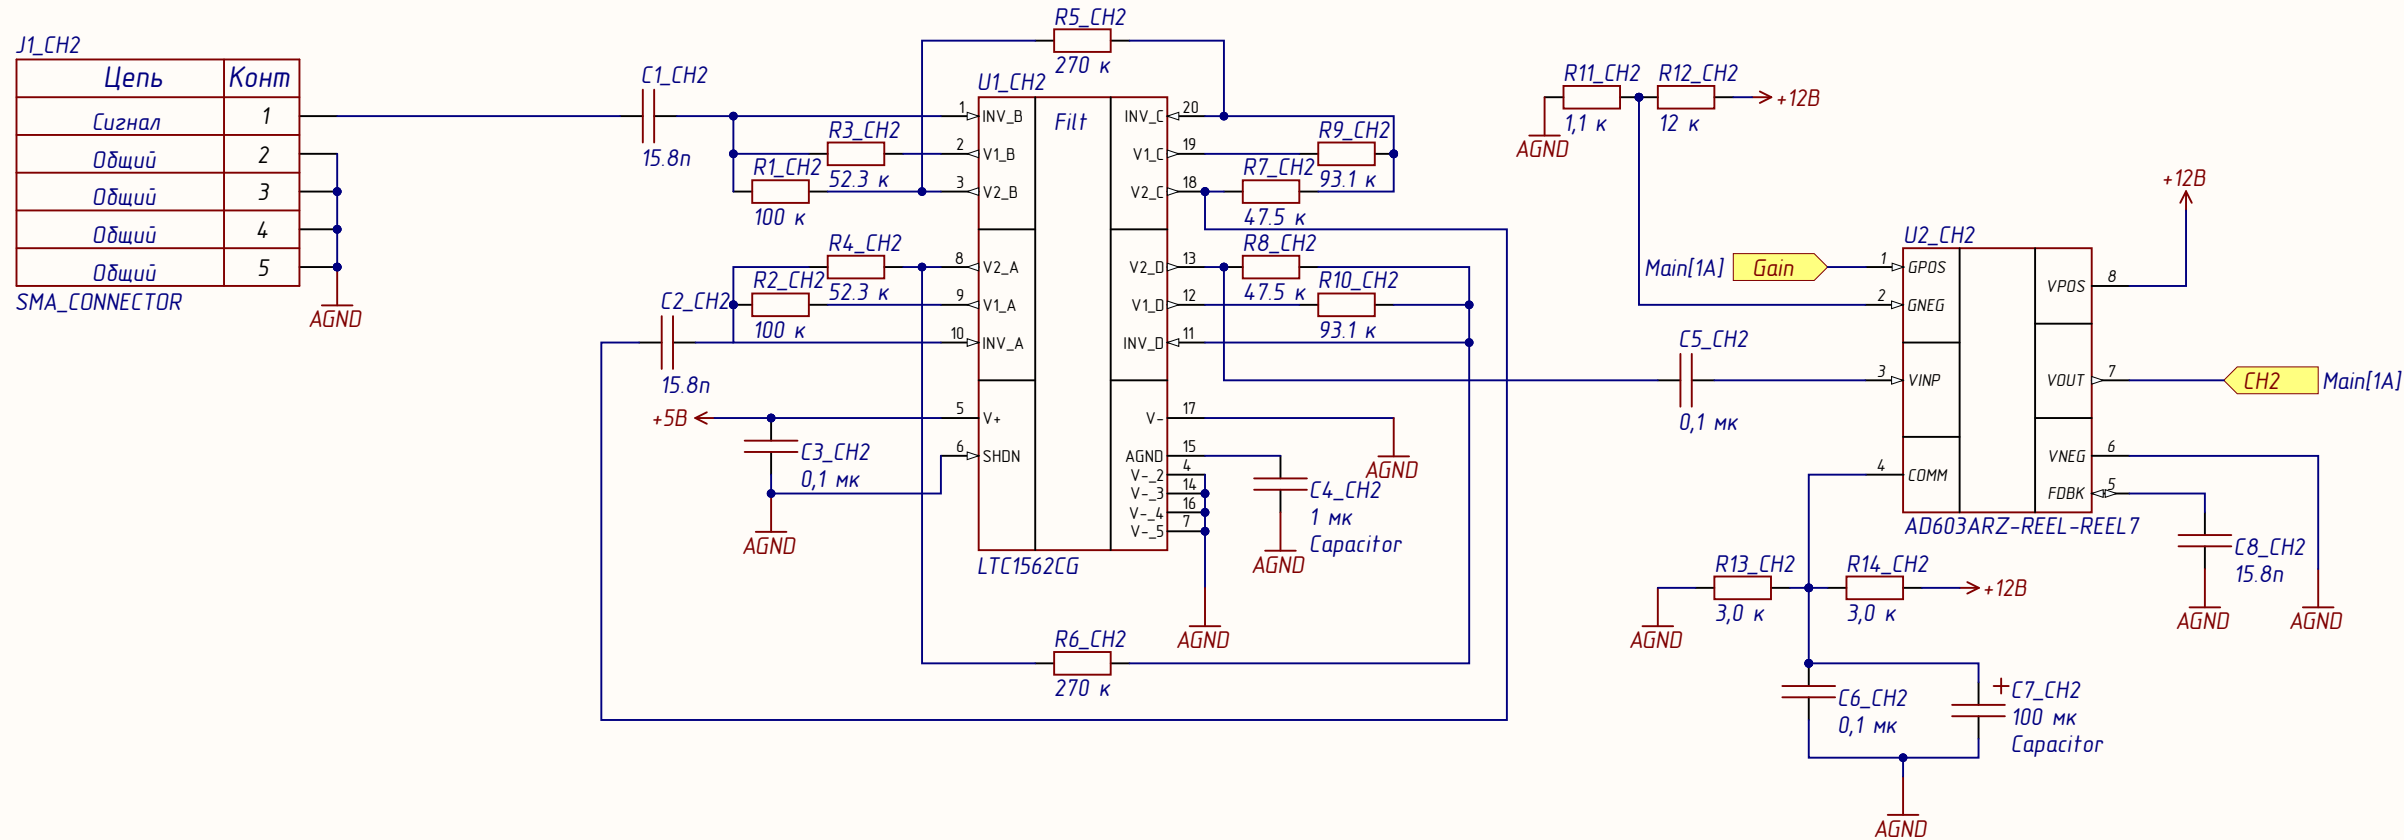 J1_CH2
Цепь Конт
Сигнал 1
Общий 2
Общий 3
Общий 4
Общий 5
SMA_CONNECTOR
AGND
C1_CH2
15.8п
R3_CH2
52.3 к
R1_CH2
100 к
R4_CH2
52.3 к
R2_CH2
100 к
C2_CH2
15.8п
+5В
C3_CH2
0,1 мк
AGND
R5_CH2
270 к
U1_CH2
Filt
1 INV_B
2 V1_B
3 V2_B
8 V2_A
9 V1_A
10 INV_A
5 V+
6 SHDN
INV_C 20
V1_C 19
V2_C 18
V2_D 13
V1_D 12
INV_D 11
V- 17
AGND 15
V-_2 4
V-_3 14
V-_4 16
V-_5 7
LTC1562CG
R9_CH2
93.1 к
R7_CH2
47.5 к
R8_CH2
47.5 к
R10_CH2
93.1 к
AGND
C4_CH2
1 мк
Capacitor
AGND
AGND
R6_CH2
270 к
R11_CH2
1,1 к
AGND
R12_CH2
12 к
+12В
Main[1A] Gain
C5_CH2
0,1 мк
U2_CH2
1 GPOS
2 GNEG
3 VINP
4 COMM
VPOS 8
VOUT 7
VNEG 6
FDBK 5
AD603ARZ-REEL-REEL7
+12В
CH2 Main[1A]
C8_CH2
15.8п
AGND
AGND
R13_CH2
3,0 к
AGND
R14_CH2
3,0 к
+12В
C6_CH2
0,1 мк
+ C7_CH2
100 мк
Capacitor
AGND